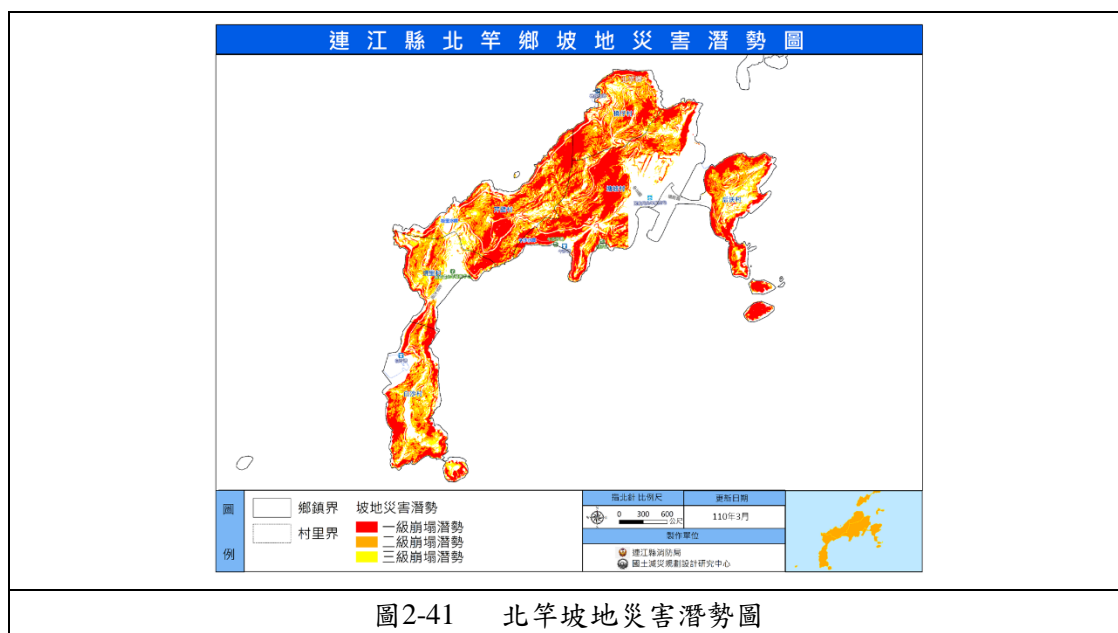 連江縣北竿鄉坡地災害潛勢圖
圖例
鄉鎮界
村里界
坡地災害潛勢
一級崩塌潛勢
二級崩塌潛勢
三級崩塌潛勢
指北針 比例尺
0 300 600
公尺
更新日期
110年3月
製作單位
連江縣消防局
國土減災規劃設計研究中心
圖2-41 北竿坡地災害潛勢圖